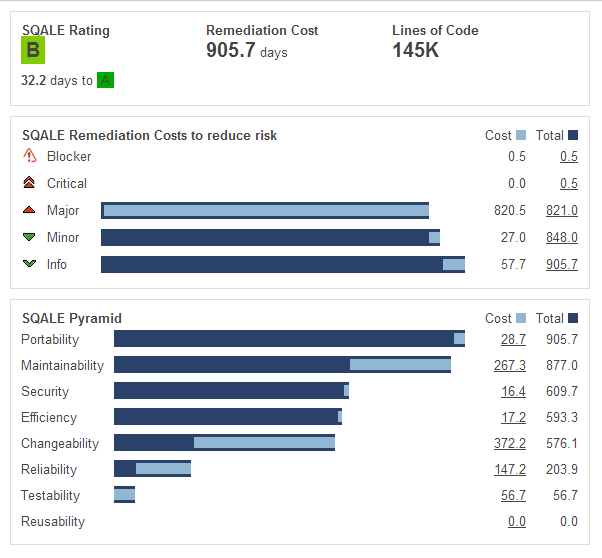 SQALE Rating Remediation Cost Lines of Code
B 905.7 days 145K
32.2 days to A
SQALE Remediation Costs to reduce risk Cost Total
Blocker 0.5 0.5
Critical 0.0 0.5
Major 820.5 821.0
Minor 27.0 848.0
Info 57.7 905.7
SQALE Pyramid Cost Total
Portability 28.7 905.7
Maintainability 267.3 877.0
Security 16.4 609.7
Efficiency 17.2 593.3
Changeability 372.2 576.1
Reliability 147.2 203.9
Testability 56.7 56.7
Reusability 0.0 0.0